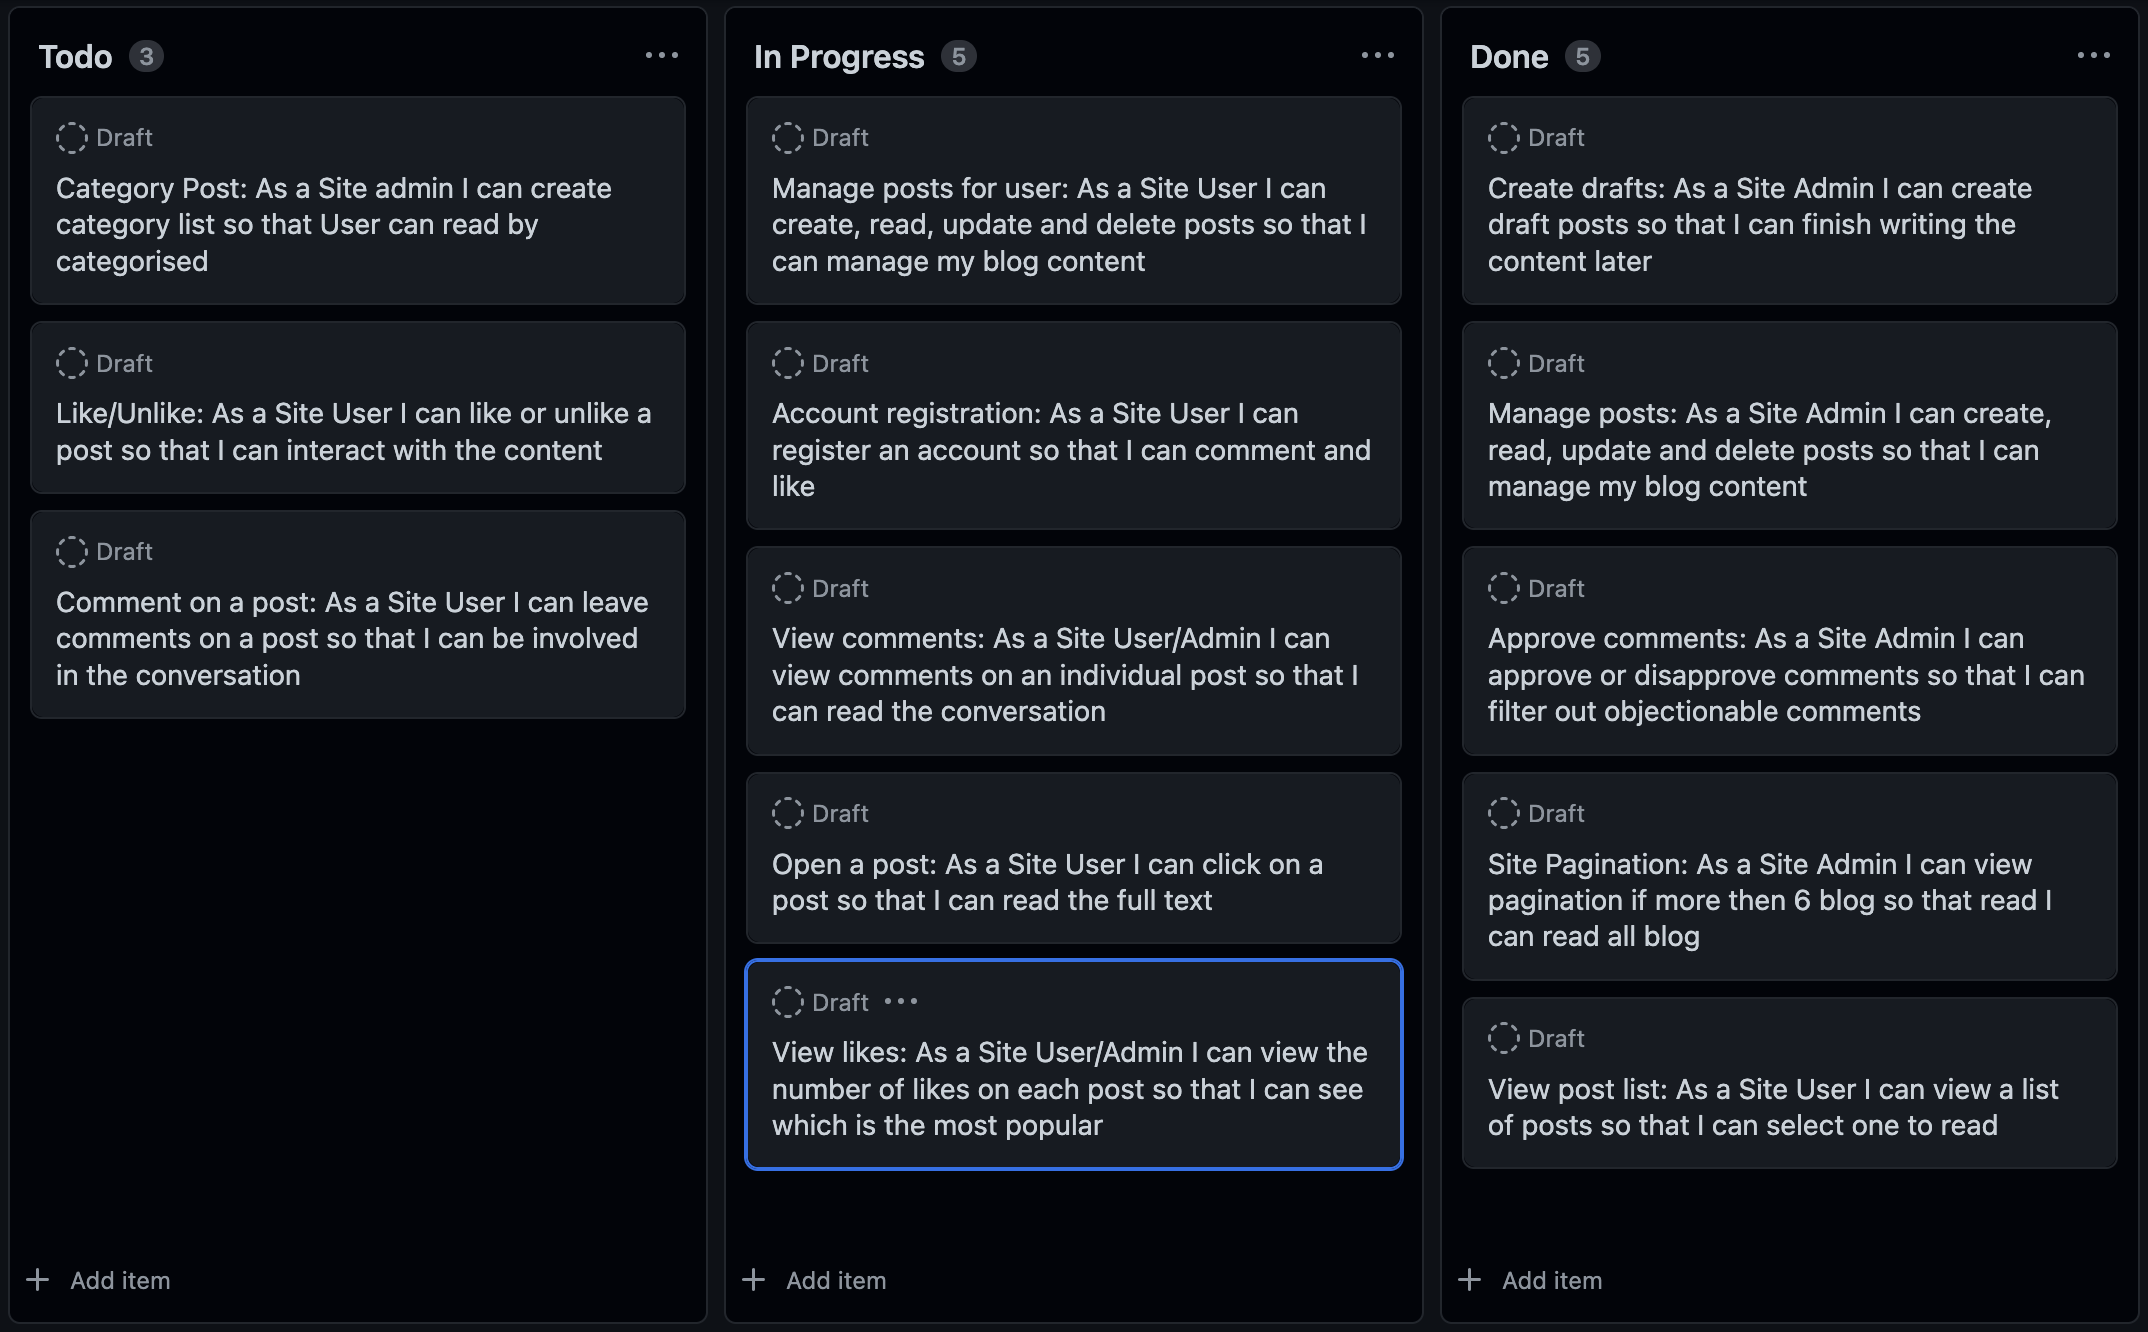 Todo 3
Draft
Category Post: As a Site admin I can create
category list so that User can read by
categorised
Draft
Like/Unlike: As a Site User I can like or unlike a
post so that I can interact with the content
Draft
Comment on a post: As a Site User I can leave
comments on a post so that I can be involved
in the conversation
Add item
In Progress 5
Draft
Manage posts for user: As a Site User I can
create, read, update and delete posts so that I
can manage my blog content
Draft
Account registration: As a Site User I can
register an account so that I can comment and
like
Draft
View comments: As a Site User/Admin I can
view comments on an individual post so that I
can read the conversation
Draft
Open a post: As a Site User I can click on a
post so that I can read the full text
Draft
View likes: As a Site User/Admin I can view the
number of likes on each post so that I can see
which is the most popular
Add item
Done 5
Draft
Create drafts: As a Site Admin I can create
draft posts so that I can finish writing the
content later
Draft
Manage posts: As a Site Admin I can create,
read, update and delete posts so that I can
manage my blog content
Draft
Approve comments: As a Site Admin I can
approve or disapprove comments so that I can
filter out objectionable comments
Draft
Site Pagination: As a Site Admin I can view
pagination if more then 6 blog so that read I
can read all blog
Draft
View post list: As a Site User I can view a list
of posts so that I can select one to read
Add item